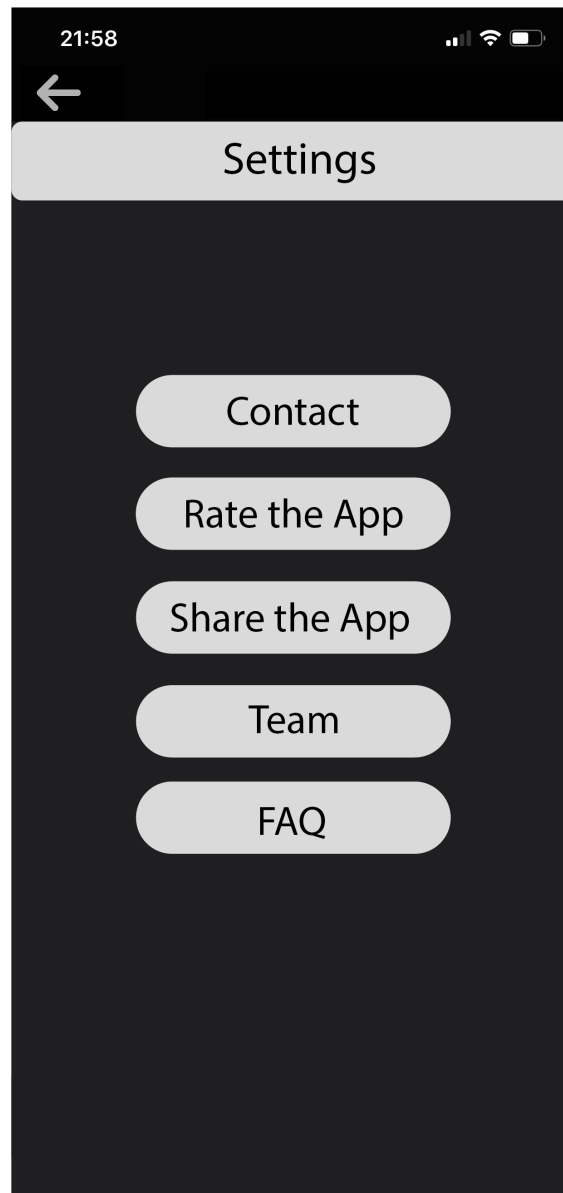 21:58
Settings
Contact
Rate the App
Share the App
Team
FAQ